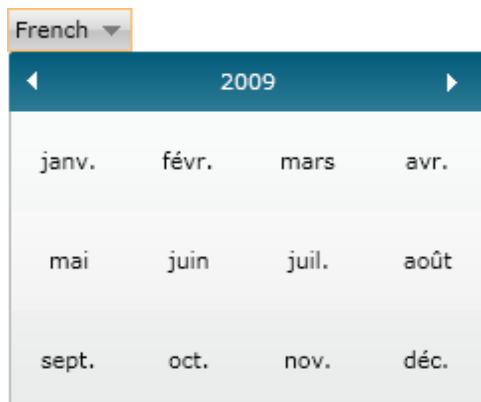 French
2009
janv. févr. mars avr.
mai juin juil. août
sept. oct. nov. déc.